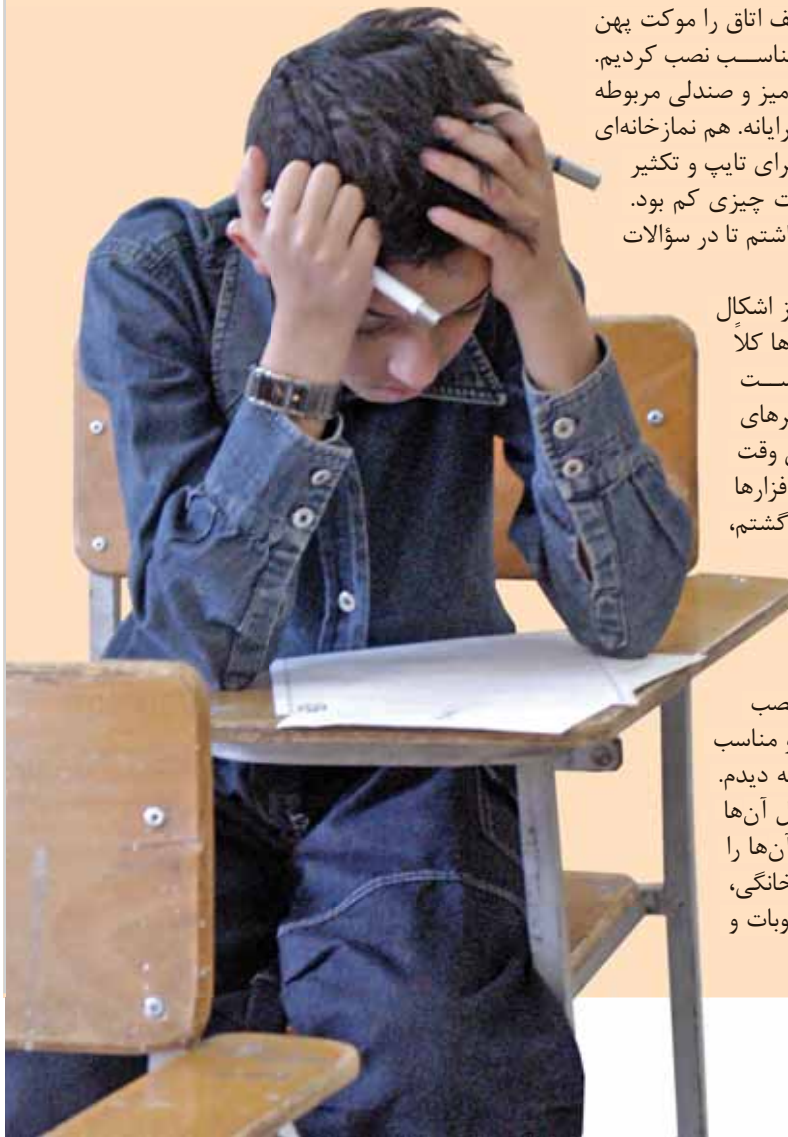 ف اتاق را موکت پهن
ناسب نصب کردیم.
میز و صندلی مربوطه
رایانه. هم نمازخانه‌ای
رای تایپ و تکثیر
ت چیزی کم بود.
اشتم تا در سؤالات
ز اشکال
ها کلاً
ست
رهای
وقت
فزارها
گشتم،
صب
و مناسب
ه دیدم.
آن‌ها
آن‌ها را
خانگی،
وبات و